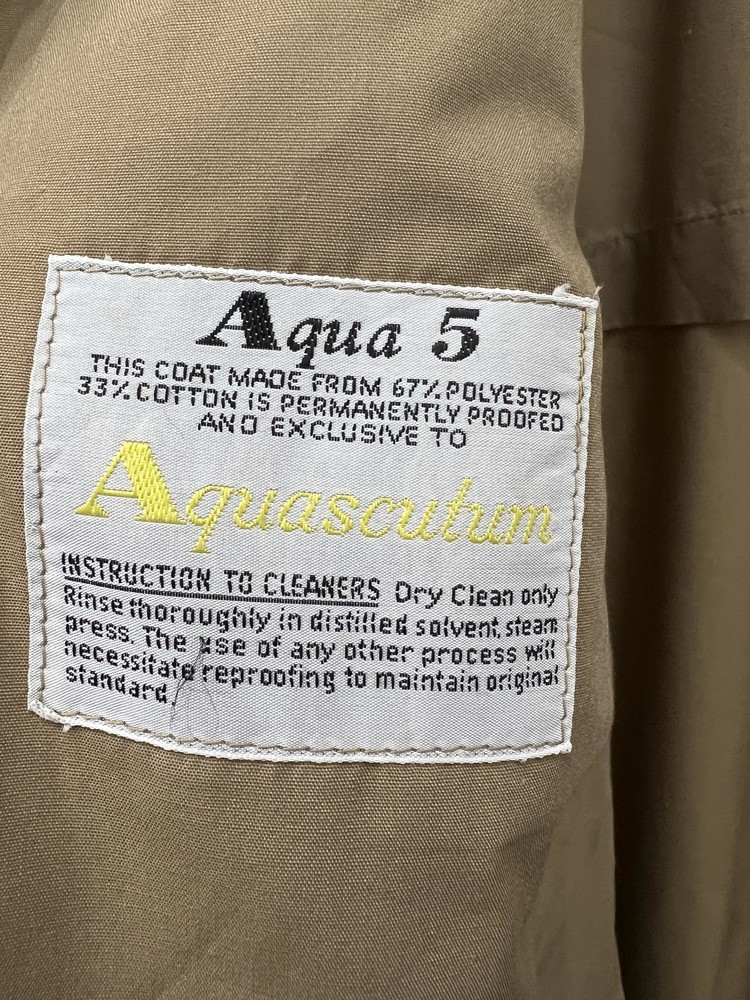 Aqua 5
THIS COAT MADE FROM 67% POLYESTER
33% COTTON IS PERMANENTLY PROOFED
AND EXCLUSIVE TO
Aquascutum
INSTRUCTION TO CLEANERS Dry Clean only
Rinse thoroughly in distilled solvent, steam
press. The use of any other process will
necessitate reproofing to maintain original
standard.